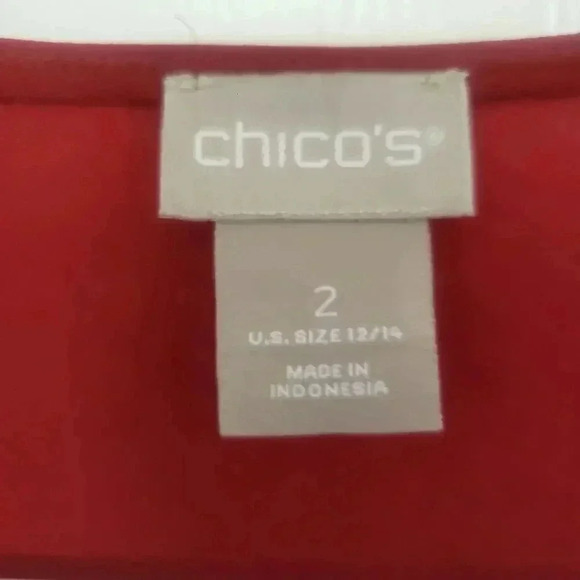 chico's®
2
U.S. SIZE 12/14
MADE IN
INDONESIA